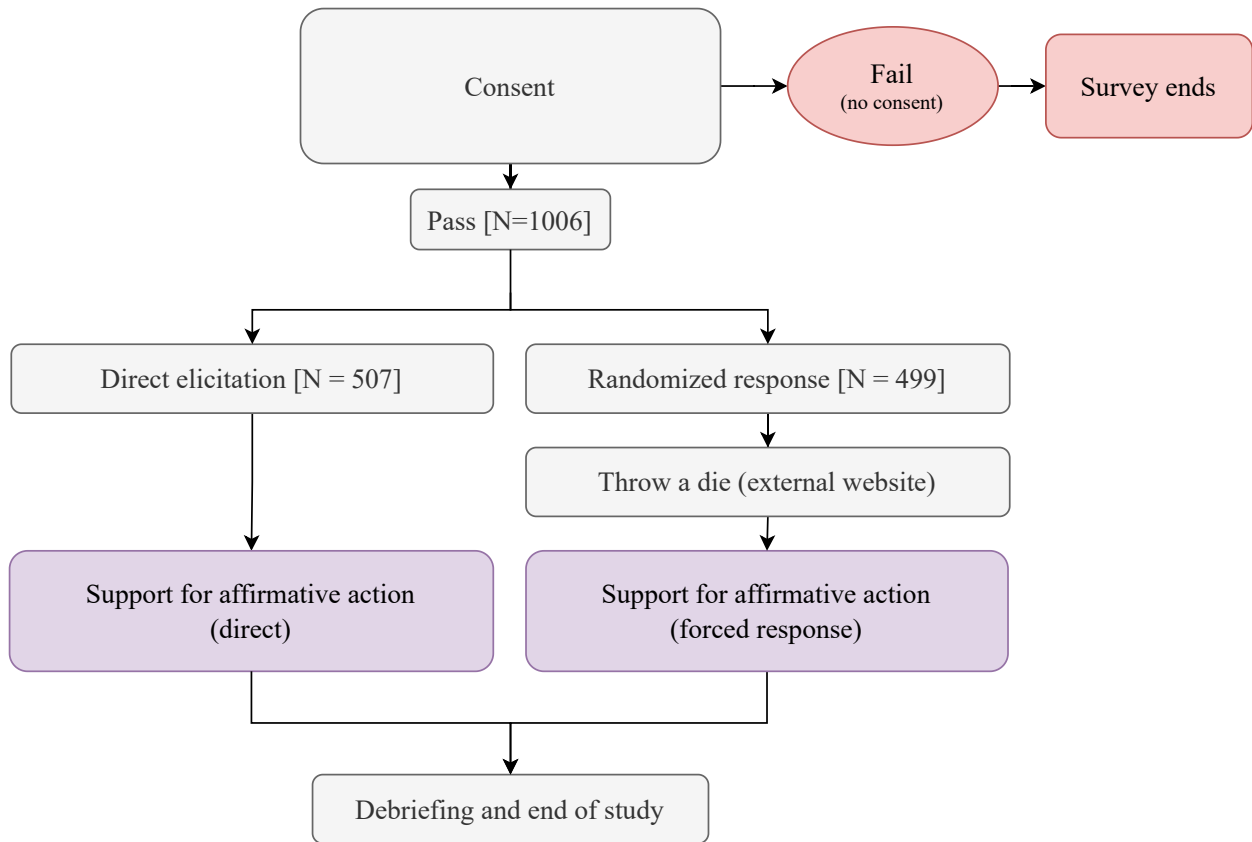 Consent
Fail
(no consent)
Survey ends
Pass [N=1006]
Direct elicitation [N = 507]
Randomized response [N = 499]
Throw a die (external website)
Support for affirmative action
(direct)
Support for affirmative action
(forced response)
Debriefing and end of study